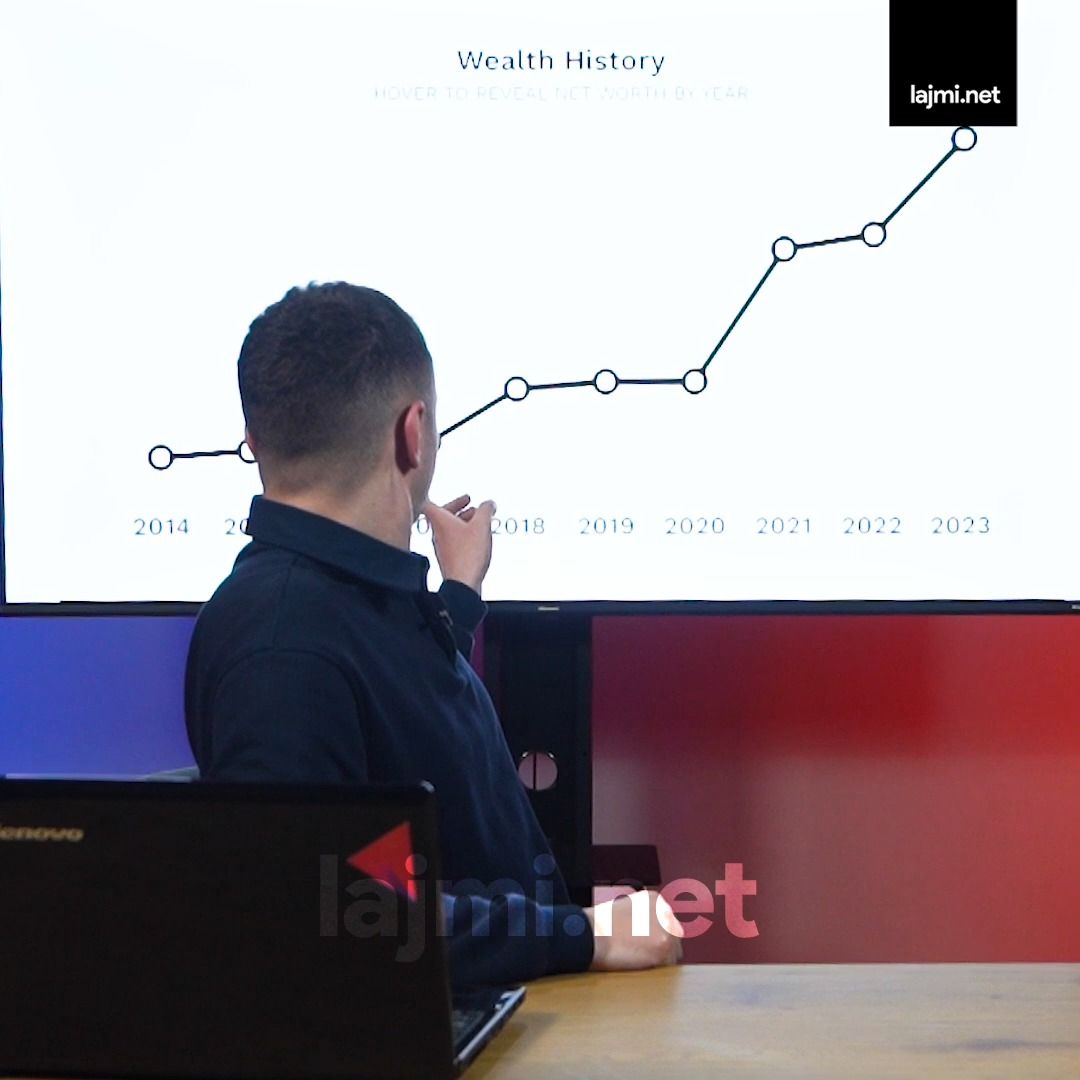 Wealth History
HOVER TO REVEAL NET WORTH BY YEAR
lajmi.net
2014 2018 2019 2020 2021 2022 2023
lenovo
lajmi.net